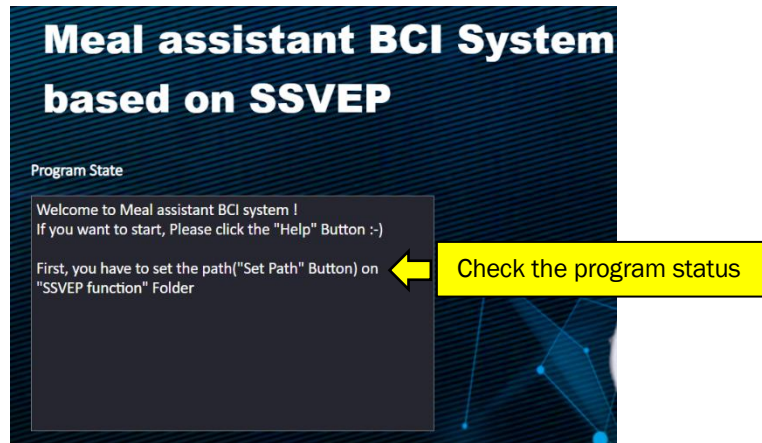 Meal assistant BCI System
based on SSVEP
Program State
Welcome to Meal assistant BCI system !
If you want to start, Please click the "Help" Button :-)
First, you have to set the path("Set Path" Button) on
"SSVEP function" Folder
Check the program status